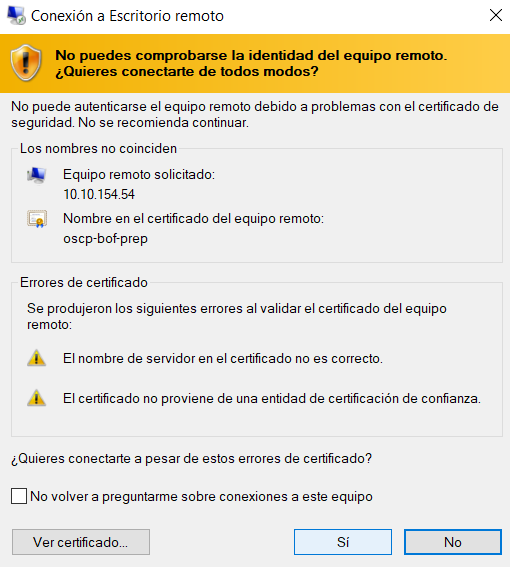 Conexión a Escritorio remoto
No puedes comprobarse la identidad del equipo remoto.
¿Quieres conectarte de todos modos?
No puede autenticarse el equipo remoto debido a problemas con el certificado de
seguridad. No se recomienda continuar.
Los nombres no coinciden
Equipo remoto solicitado:
10.10.154.54
Nombre en el certificado del equipo remoto:
oscp-bof-prep
Errores de certificado
Se produjeron los siguientes errores al validar el certificado del equipo
remoto:
El nombre de servidor en el certificado no es correcto.
El certificado no proviene de una entidad de certificación de confianza.
¿Quieres conectarte a pesar de estos errores de certificado?
No volver a preguntarme sobre conexiones a este equipo
Ver certificado...
Sí
No